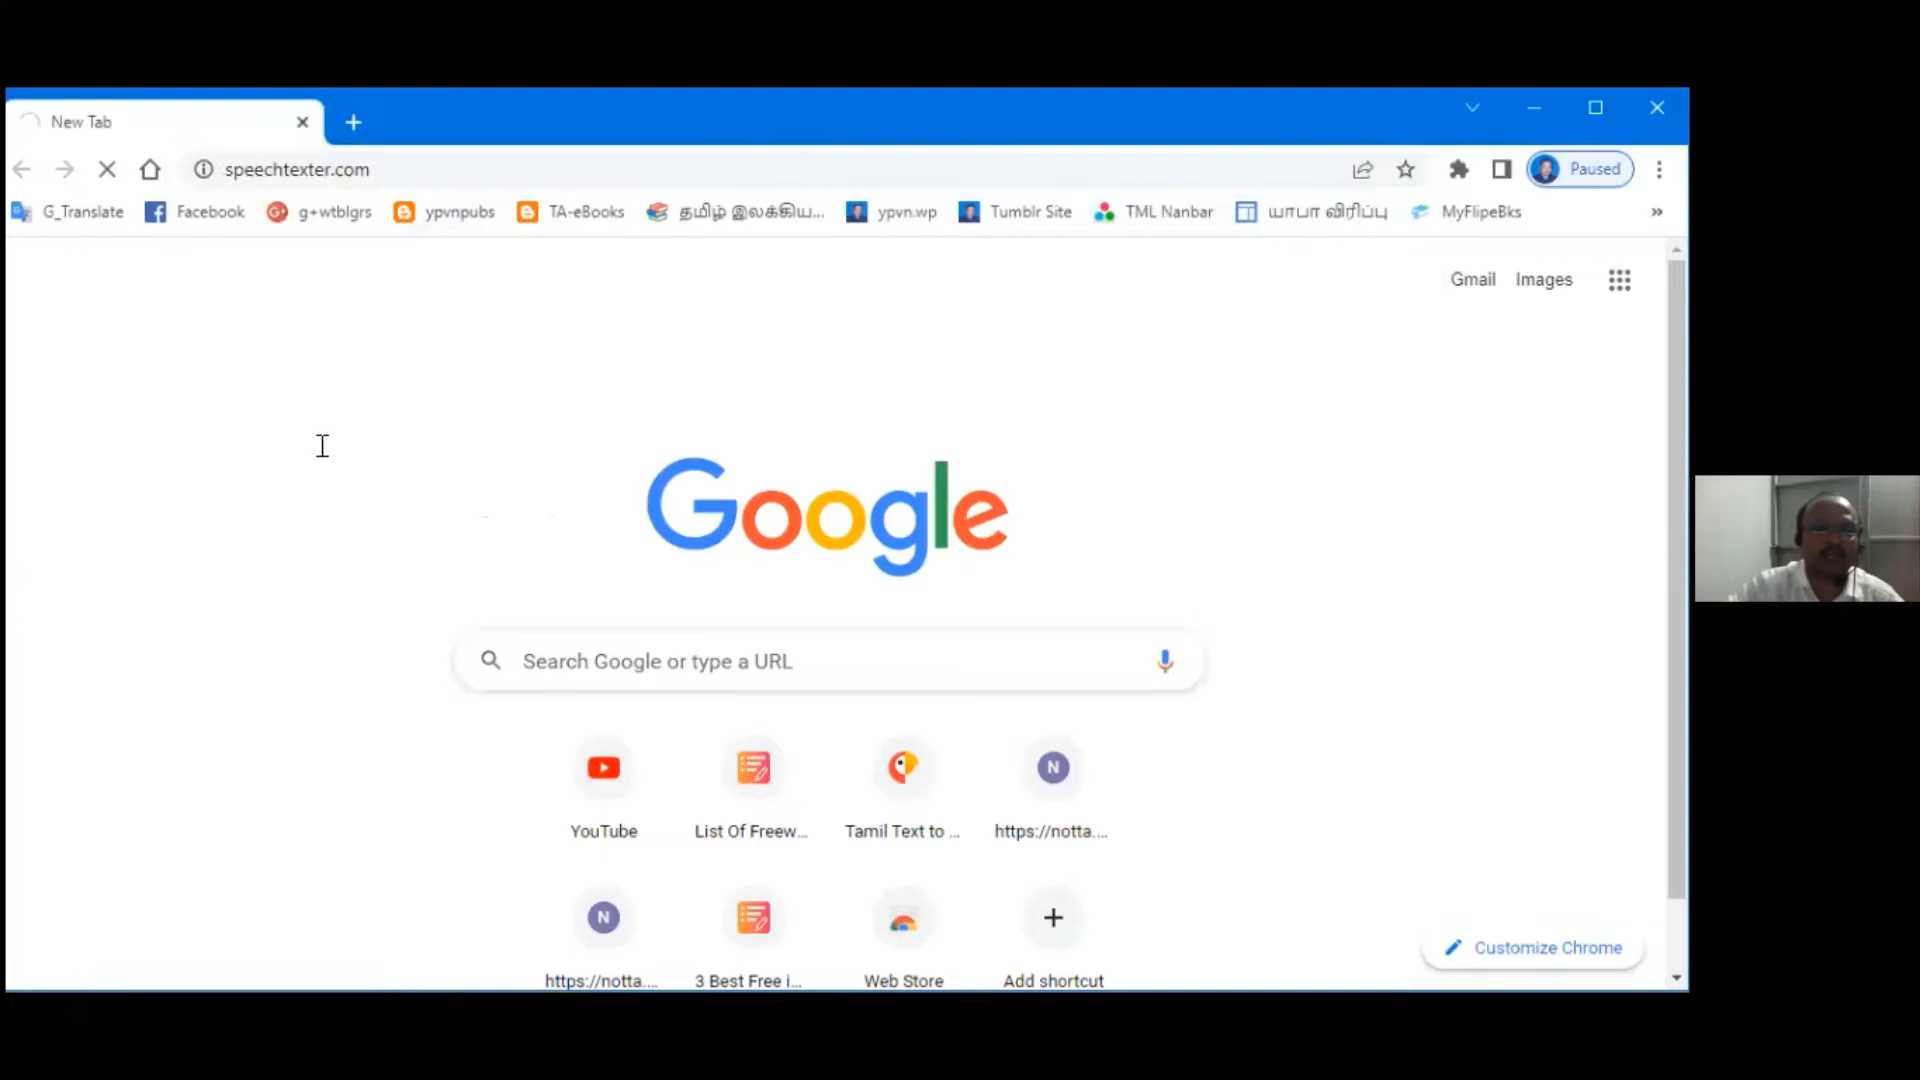 New Tab
speechtexter.com
Paused
G_Translate
Facebook
g+wtblgrs
ypvnpubs
TA-eBooks
தமிழ் இலக்கிய...
ypvn.wp
Tumblr Site
TML Nanbar
யாபா விரிப்பு
MyFlipeBks
»
Gmail
Images
Google
Search Google or type a URL
YouTube
List Of Freew...
Tamil Text to ...
N
https://notta....
N
https://notta....
3 Best Free i...
Web Store
Add shortcut
Customize Chrome